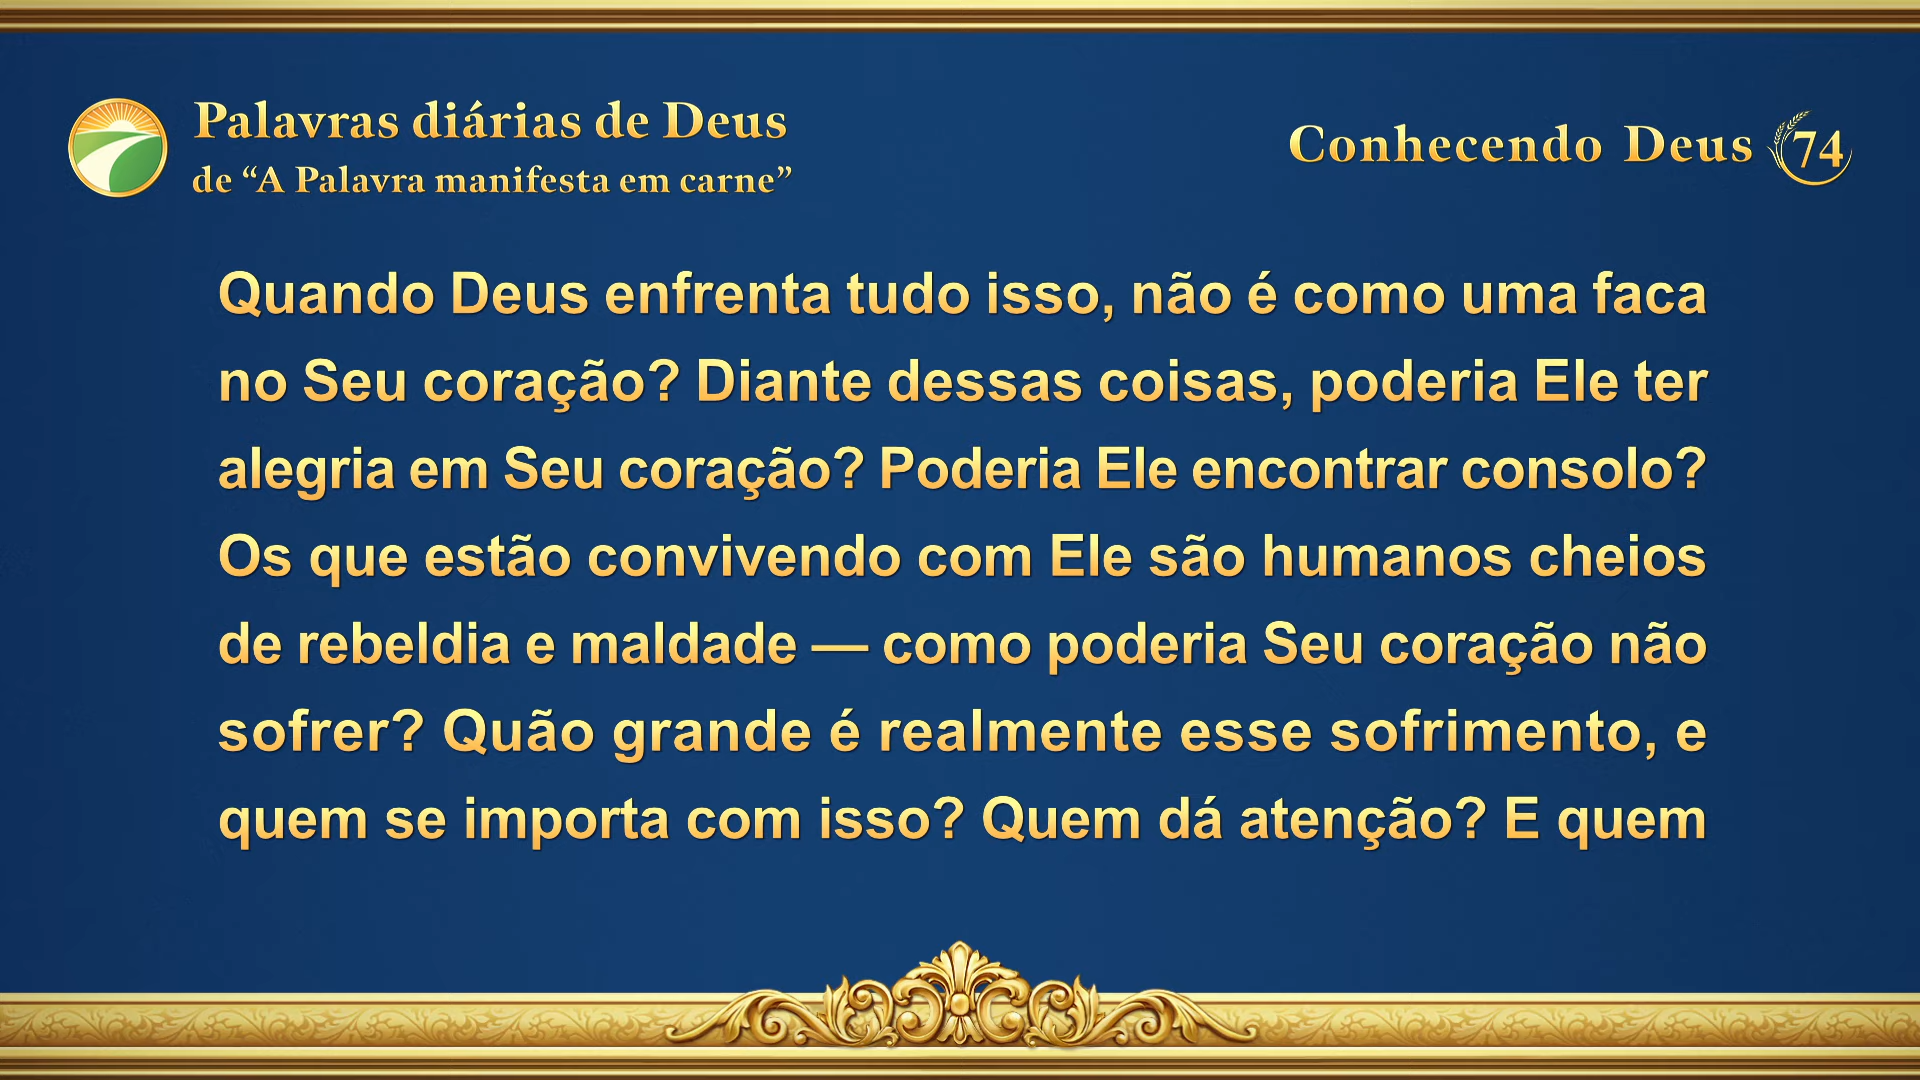 Palavras diárias de Deus
de “A Palavra manifesta em carne”
Conhecendo Deus 74
Quando Deus enfrenta tudo isso, não é como uma faca
no Seu coração? Diante dessas coisas, poderia Ele ter
alegria em Seu coração? Poderia Ele encontrar consolo?
Os que estão convivendo com Ele são humanos cheios
de rebeldia e maldade — como poderia Seu coração não
sofrer? Quão grande é realmente esse sofrimento, e
quem se importa com isso? Quem dá atenção? E quem